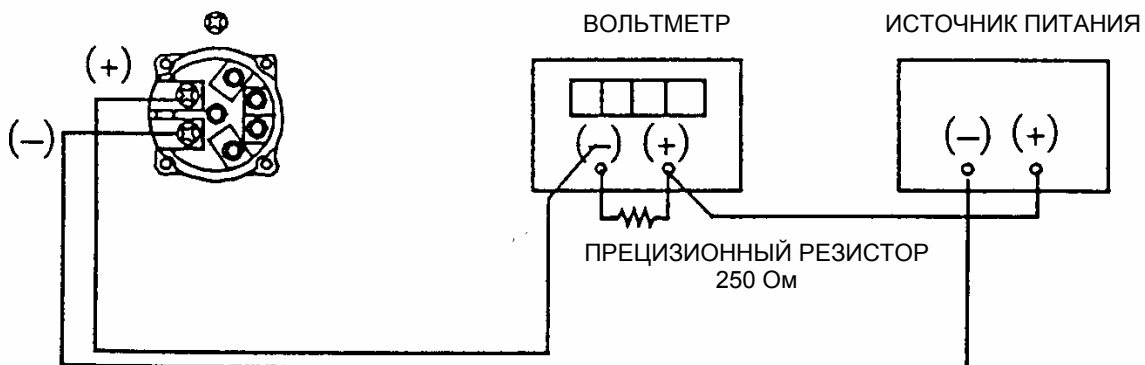 ВОЛЬТМЕТР
ИСТОЧНИК ПИТАНИЯ
(+)
(−)
(−) (+)
(−) (+)
ПРЕЦИЗИОННЫЙ РЕЗИСТОР
250 Ом